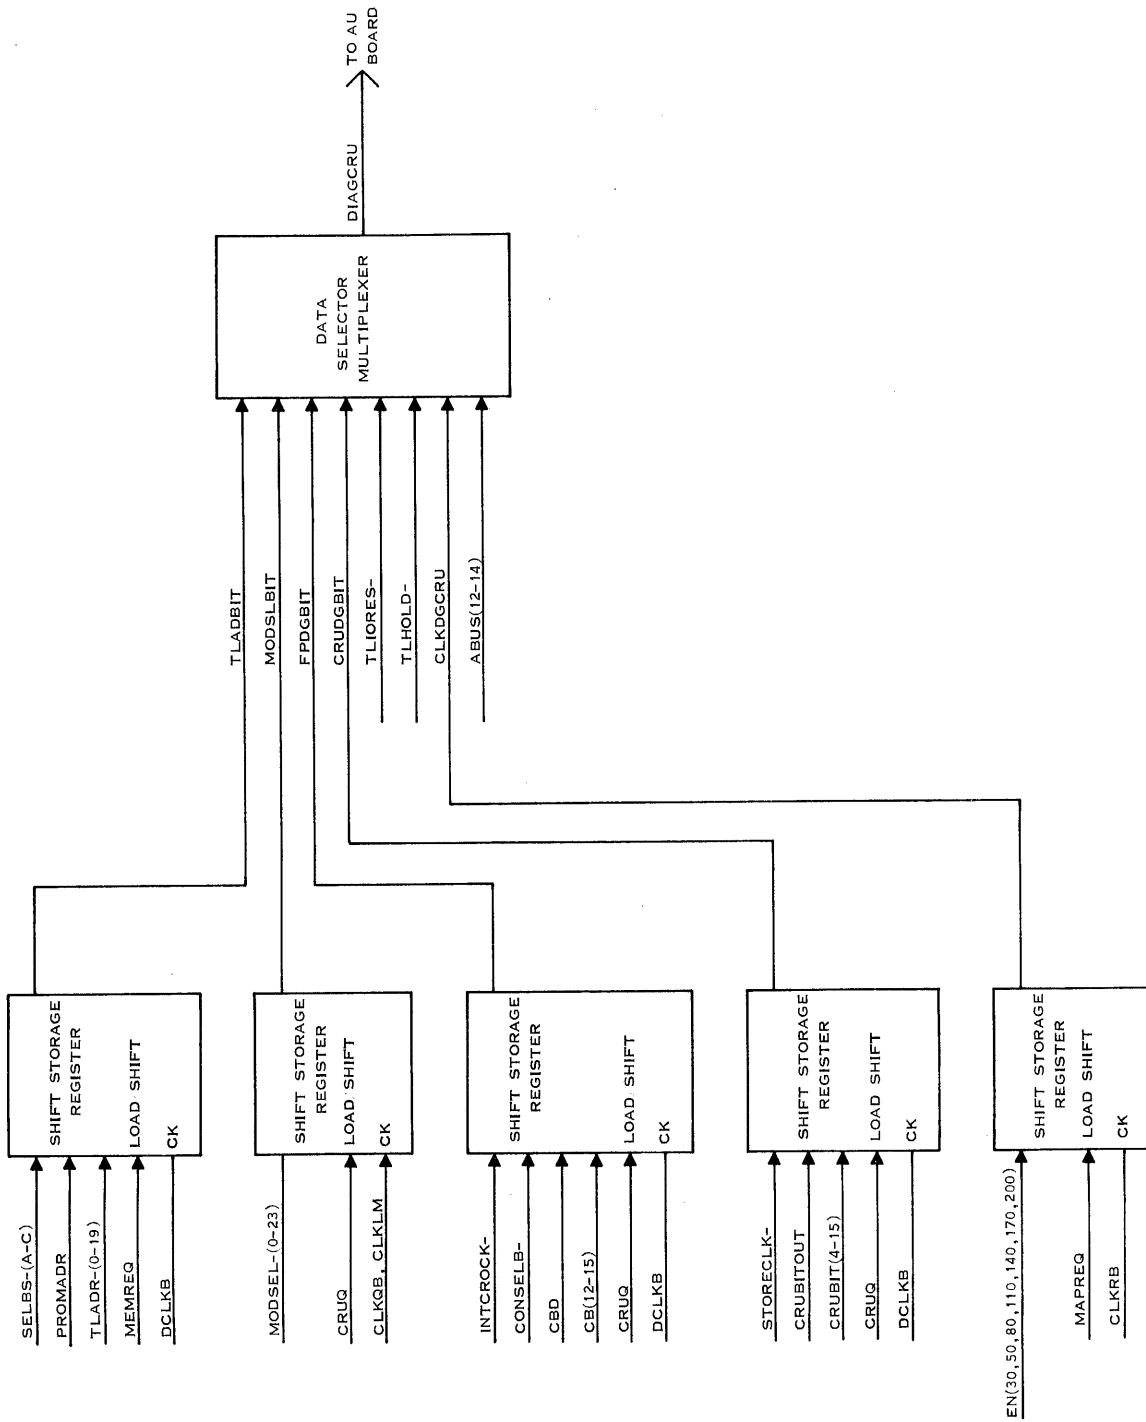 SELBS-(A-C)
PROMADR
TLADR-(0-19)
MEMREQ
DCLKB
SHIFT STORAGE
REGISTER
LOAD/SHIFT
CK
MODSEL-(0-23)
CRUQ
CLKQB, CLKLM
SHIFT STORAGE
REGISTER
LOAD/SHIFT
CK
INTCROCK-
CONSELB-
CBD
CB(12-15)
CRUQ
DCLKB
SHIFT STORAGE
REGISTER
LOAD SHIFT
CK
STORECLK-
CRUBITOUT
CRUBIT(4-15)
CRUQ
DCLKB
SHIFT STORAGE
REGISTER
LOAD SHIFT
CK
EN(30,50,80,110,140,170,200)
MAPREQ
CLKRB
SHIFT STORAGE
REGISTER
LOAD SHIFT
CK
TLADBIT
MODSLBIT
FPDGBIT
CRUDGBIT
TLIORES-
TLHOLD-
CLKDGCRU
ABUS(12-14)
DATA
SELECTOR
MULTIPLEXER
DIAGCRU
TO AU
BOARD